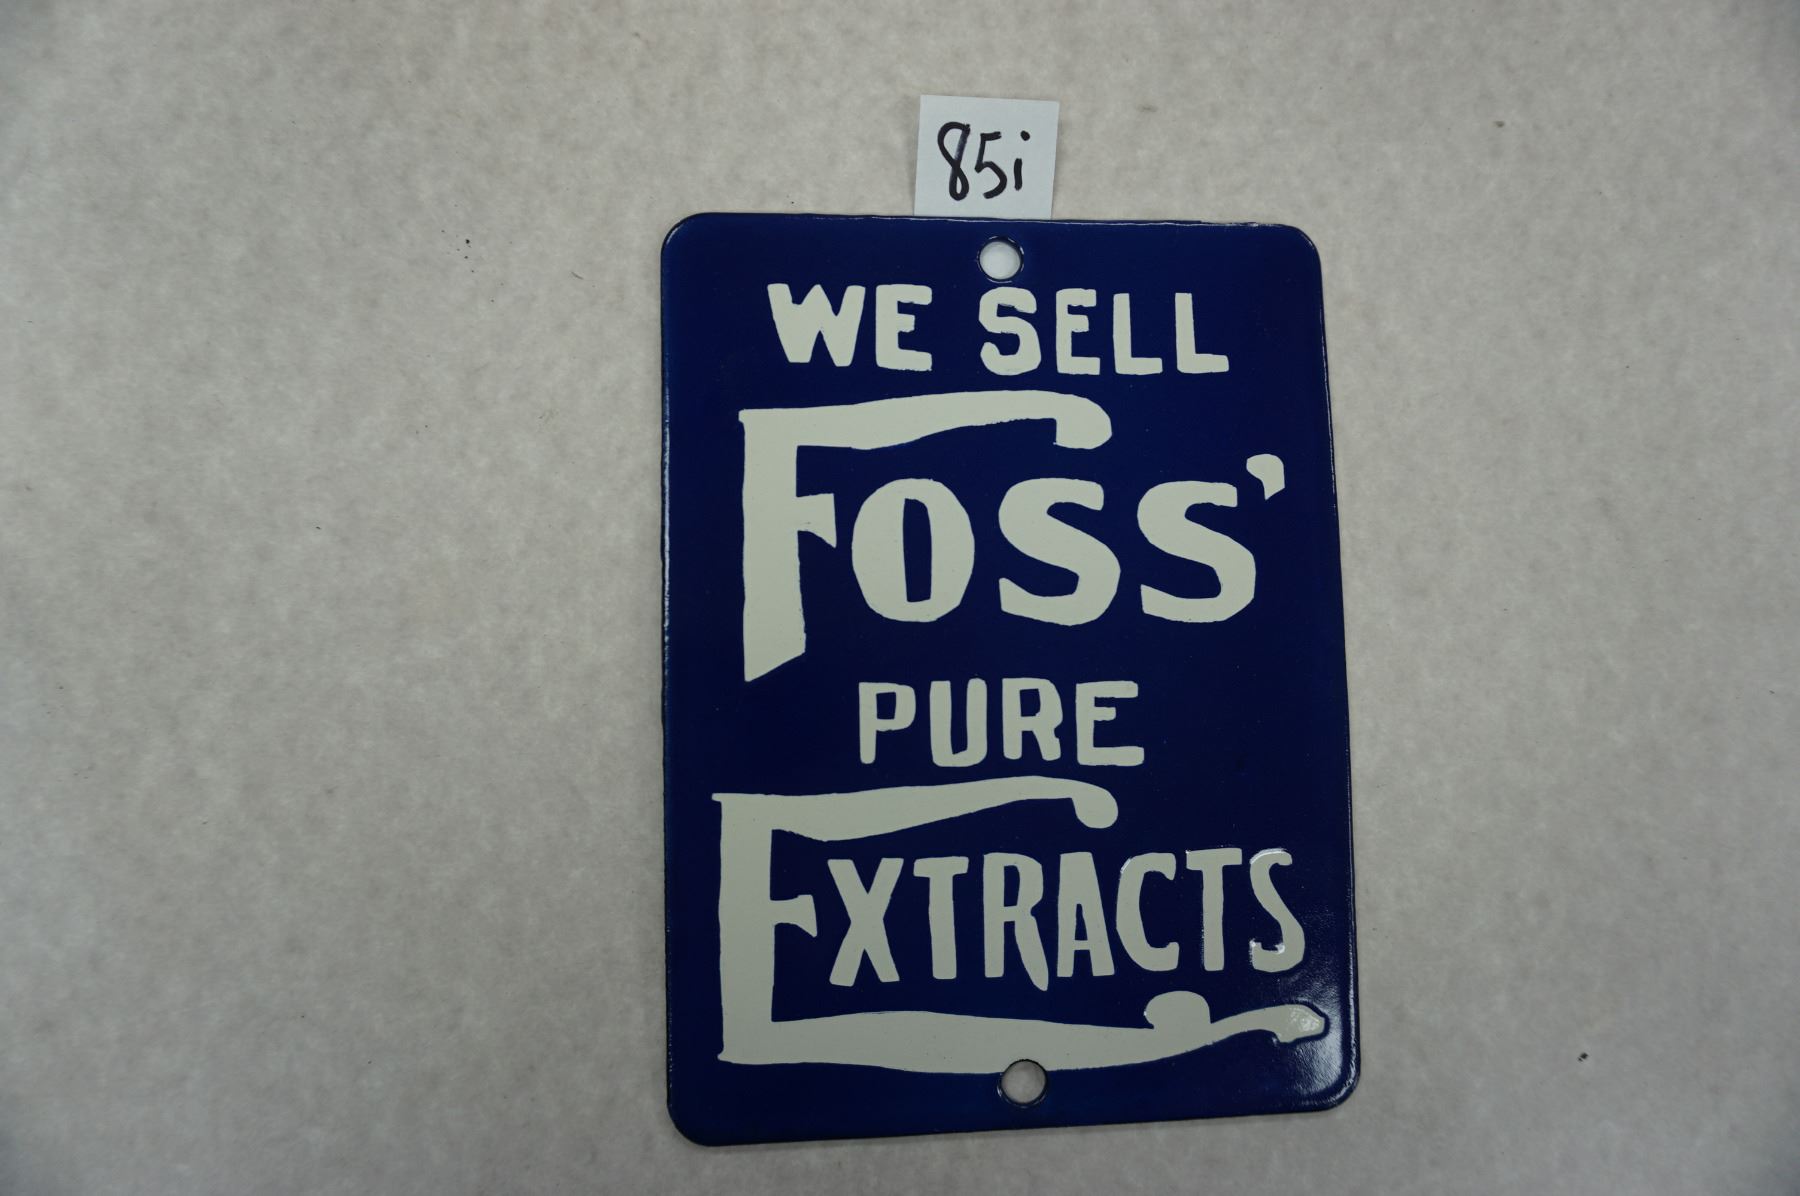 85i
WE SELL
FOSS'
PURE
EXTRACTS